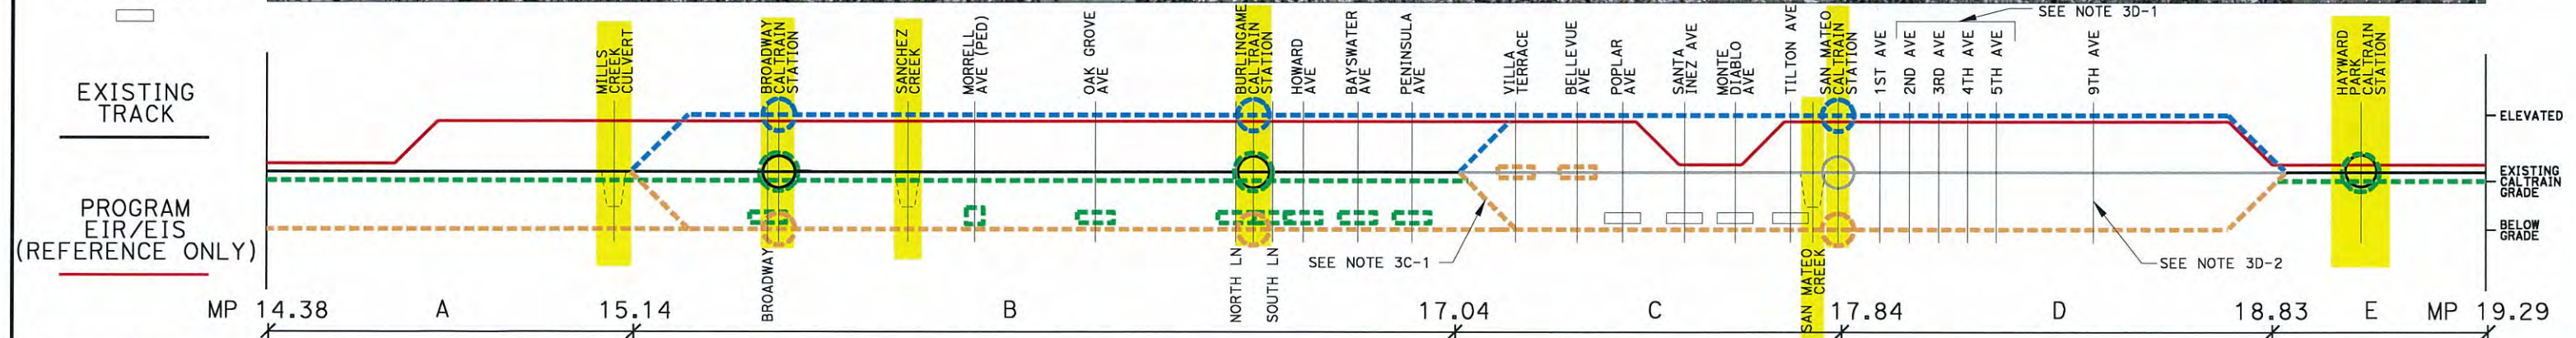 EXISTING
TRACK
PROGRAM
EIR/EIS
(REFERENCE ONLY)
MILLS
CREEK
CULVERT
BROADWAY
CALTRAIN
STATION
SANCHEZ
CREEK
MORRELL
AVE (PED)
OAK GROVE
AVE
BURLINGAME
CALTRAIN
STATION
HOWARD
AVE
BAYSWATER
AVE
PENINSULA
AVE
VILLA
TERRACE
BELLEVUE
AVE
POPLAR
AVE
SANTA
INEZ AVE
MONTE
DIABLO
AVE
TILTON AVE
SAN MATEO
CALTRAIN
STATION
1ST AVE
2ND AVE
3RD AVE
4TH AVE
5TH AVE
SEE NOTE 3D-1
9TH AVE
HAYWARD
PARK
CALTRAIN
STATION
ELEVATED
EXISTING
CALTRAIN
GRADE
BELOW
GRADE
BROADWAY
NORTH LN
SOUTH LN
SEE NOTE 3C-1
SAN MATEO
CREEK
SEE NOTE 3D-2
MP 14.38 A 15.14 B 17.04 C 17.84 D 18.83 E MP 19.29